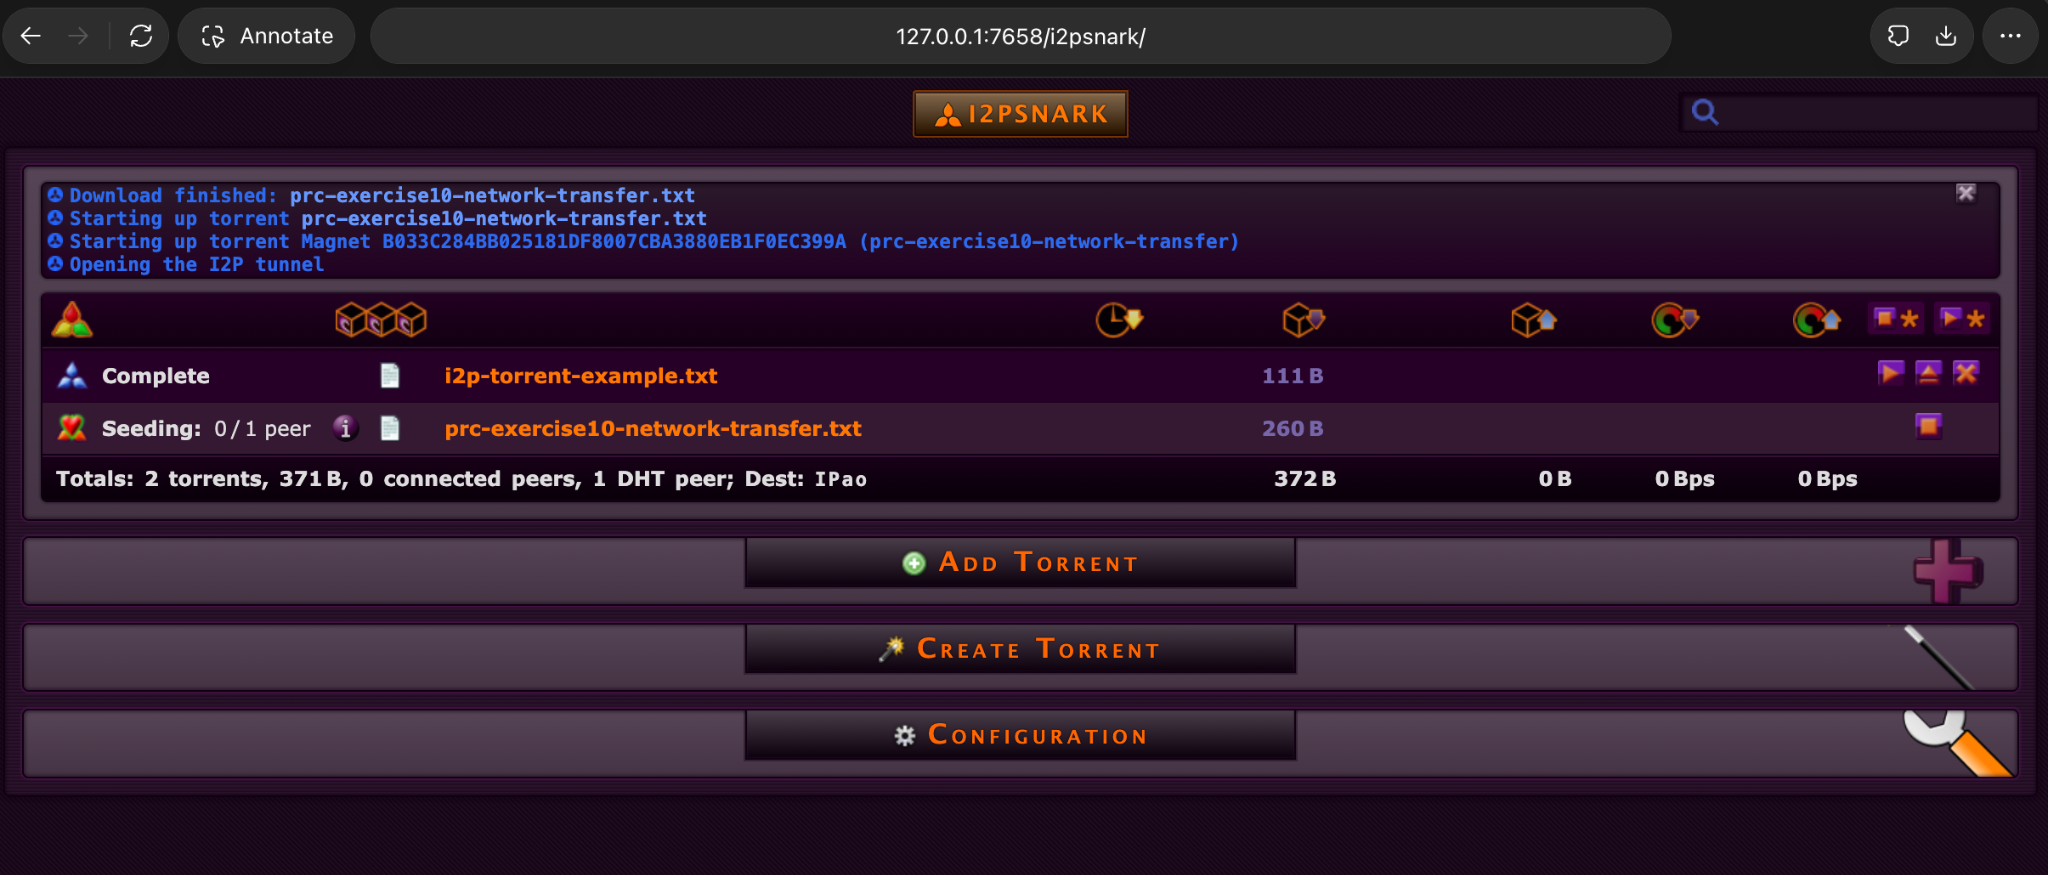 Annotate
127.0.0.1:7658/i2psnark/
I2PSNARK
Download finished: prc-exercise10-network-transfer.txt
Starting up torrent prc-exercise10-network-transfer.txt
Starting up torrent Magnet B033C284BB025181DF8007CBA3880EB1F0EC399A (prc-exercise10-network-transfer)
Opening the I2P tunnel
Complete i2p-torrent-example.txt 111 B
Seeding: 0/1 peer prc-exercise10-network-transfer.txt 260 B
Totals: 2 torrents, 371 B, 0 connected peers, 1 DHT peer; Dest: IPao 372 B 0 B 0 Bps 0 Bps
Add Torrent
Create Torrent
Configuration